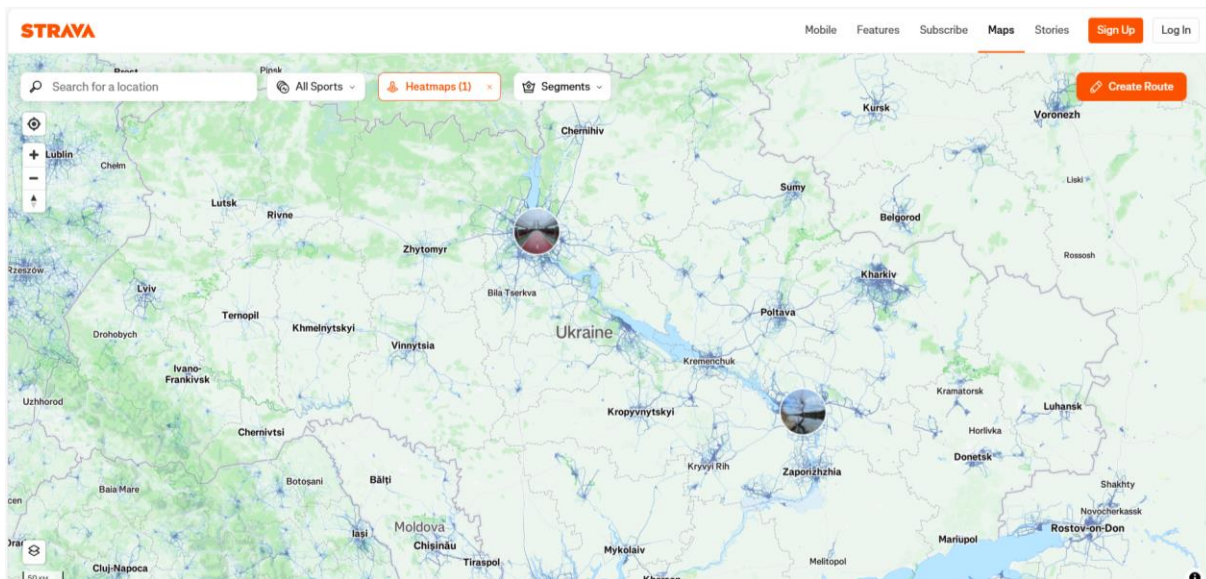 STRAVA
Mobile Features Subscribe Maps Stories Sign Up Log In
Search for a location All Sports Heatmaps (1) × Segments Create Route
Pinsk
Kursk
Voronezh
Chernihiv
Lublin
Chełm
Liski
Sumy
Lutsk
Rivne
Belgorod
Zhytomyr
Rossosh
Rzeszów
Kharkiv
Lviv
Bila Tserkva
Ternopil
Poltava
Khmelnytskyi
Ukraine
Drohobych
Vinnytsia
Kremenchuk
Ivano-
Frankivsk
Kramatorsk
Uzhhorod
Kropyvnytskyi
Luhansk
Chernivtsi
Horlivka
Donetsk
Kryvyi Rih
Zaporizhzhia
Botoșani
Bălți
Baia Mare
Shakhty
Novocherkassk
Moldova
Rostov-on-Don
Iași
Chișinău
Mariupol
Mykolaiv
Tiraspol
Melitopol
Cluj-Napoca